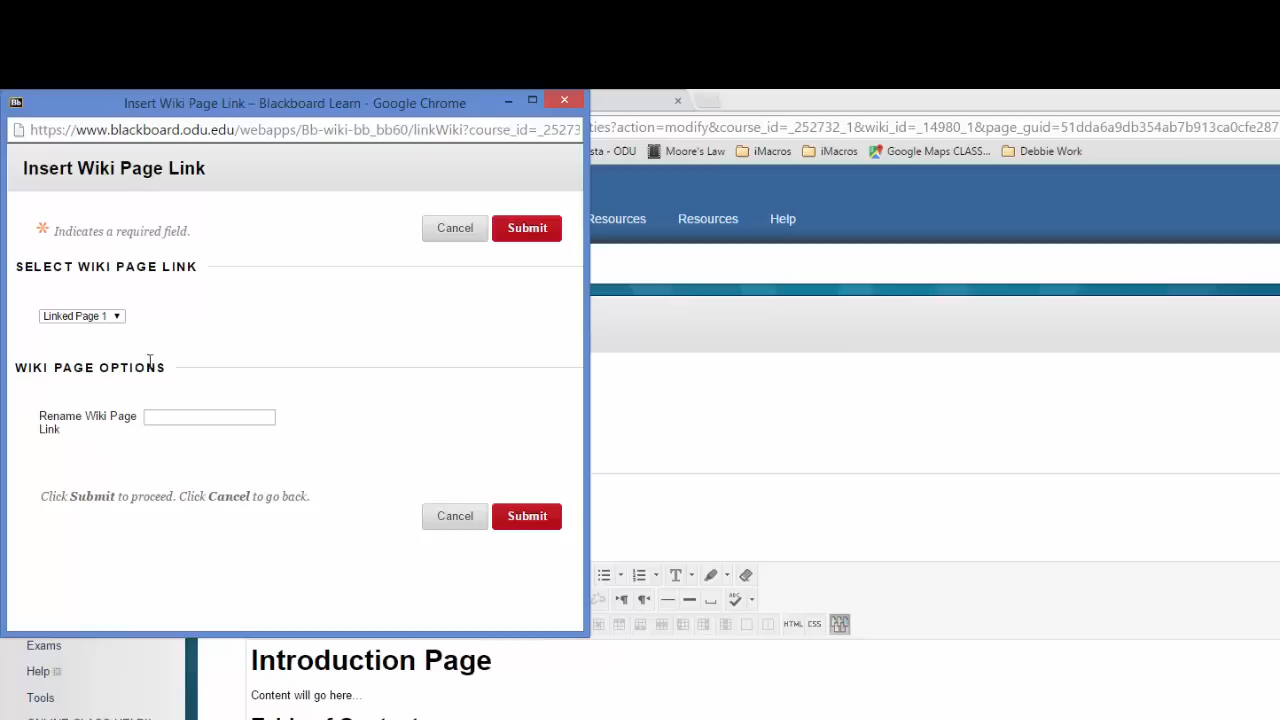 Bb Insert Wiki Page Link – Blackboard Learn - Google Chrome
https://www.blackboard.odu.edu/webapps/Bb-wiki-bb_bb60/linkWiki?course_id=_25273
ties?action=modify&course_id=_252732_1&wiki_id=_14980_1&page_guid=51dda6a9db354ab7b913ca0cfe287
sta - ODU Moore's Law iMacros iMacros Google Maps CLASS... Debbie Work
Insert Wiki Page Link
Resources Resources Help
* Indicates a required field.
Cancel Submit
SELECT WIKI PAGE LINK
Linked Page 1
WIKI PAGE OPTIONS
Rename Wiki Page
Link
Click Submit to proceed. Click Cancel to go back.
Cancel Submit
T
ABC
HTML CSS
Exams
Help
Tools
Introduction Page
Content will go here...